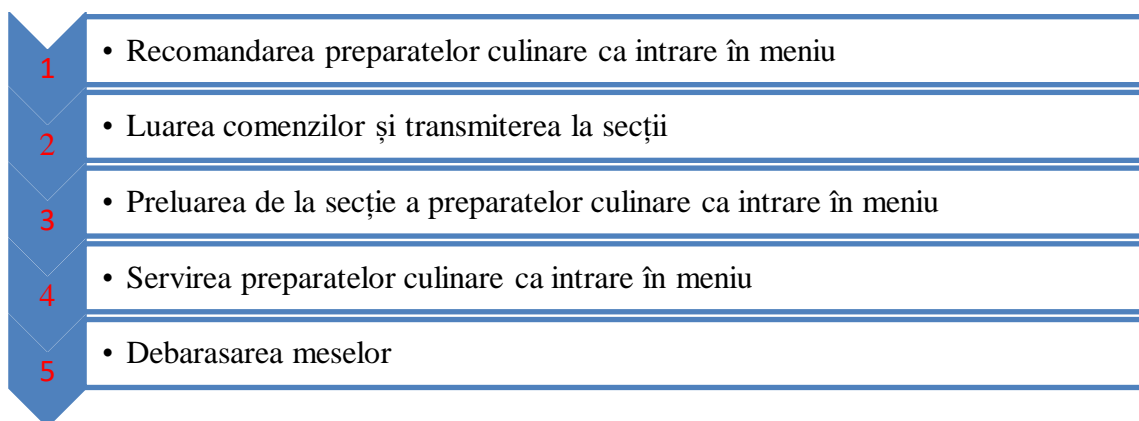 1 • Recomandarea preparatelor culinare ca intrare în meniu
2 • Luarea comenzilor și transmiterea la secții
3 • Preluarea de la secție a preparatelor culinare ca intrare în meniu
4 • Servirea preparatelor culinare ca intrare în meniu
5 • Debarasarea meselor